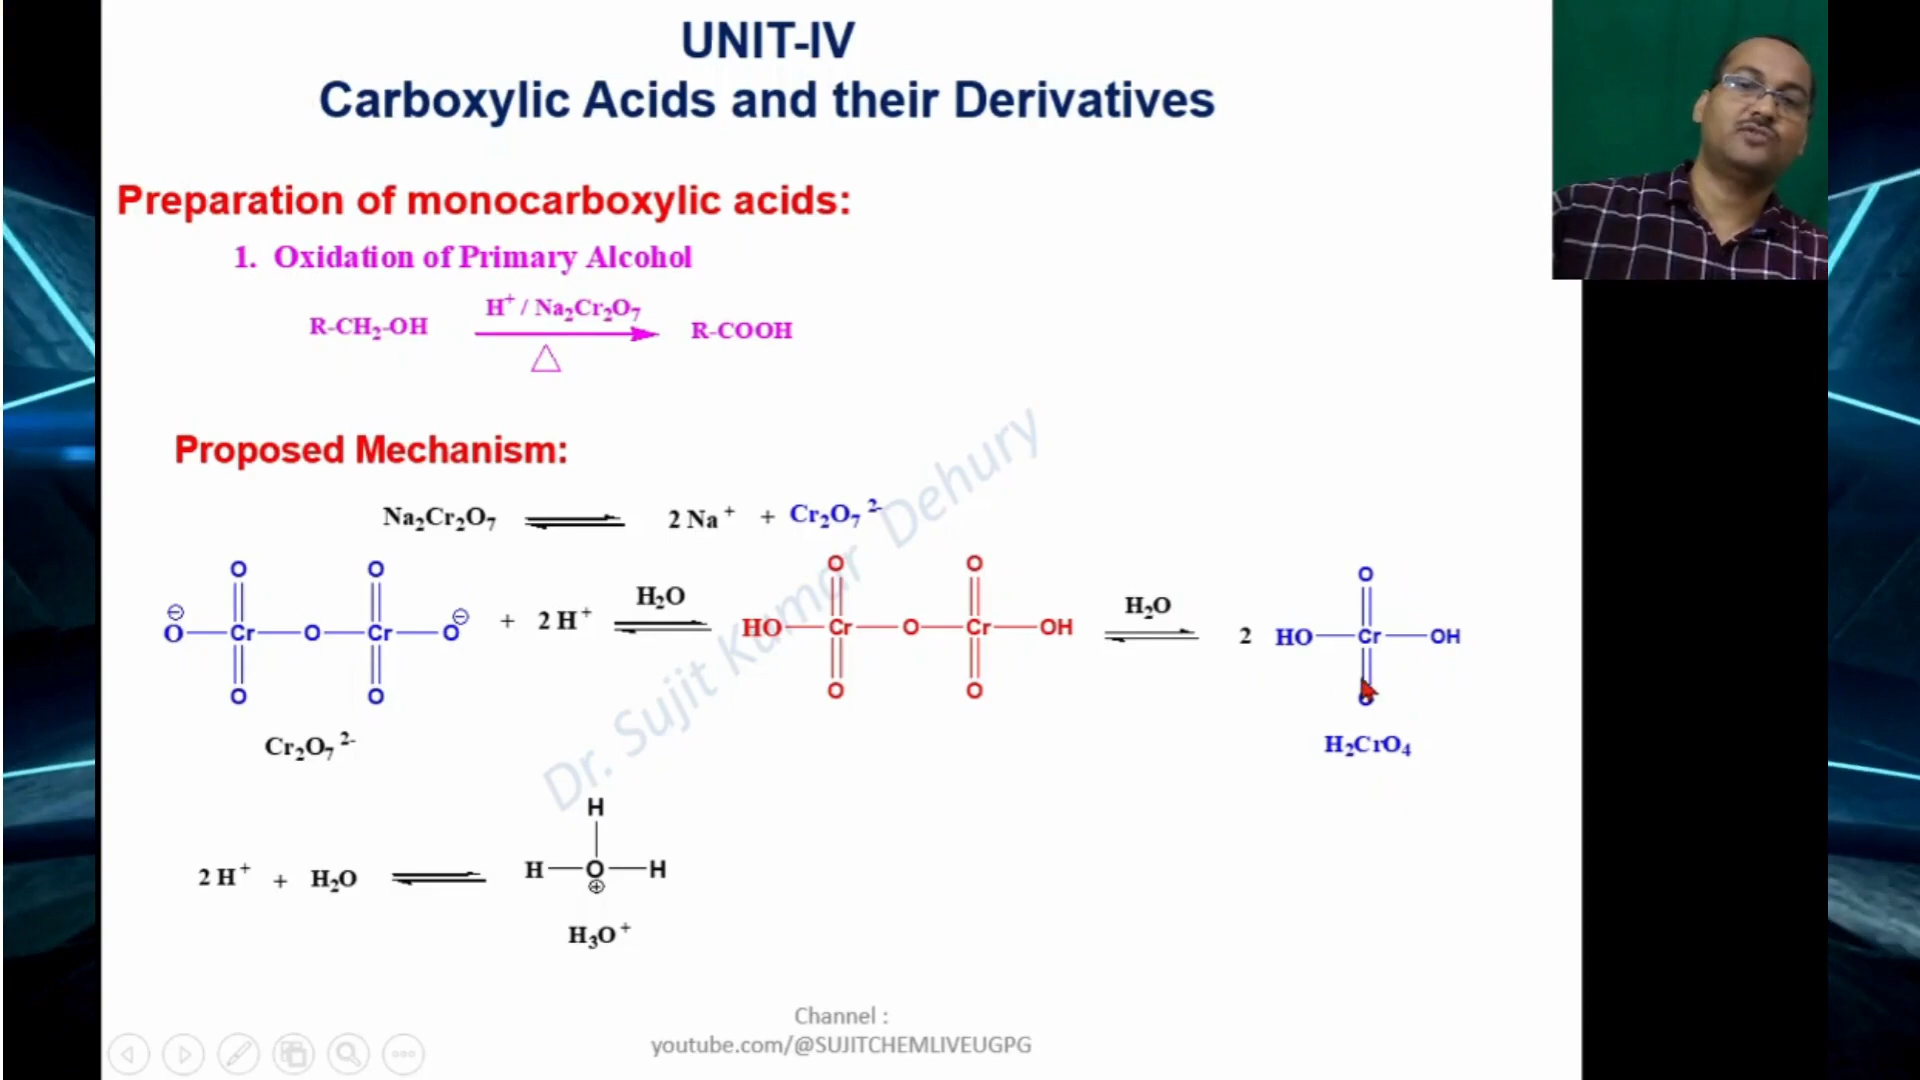 UNIT-IV
Carboxylic Acids and their Derivatives
Preparation of monocarboxylic acids:
1. Oxidation of Primary Alcohol
R-CH₂-OH H⁺ / Na₂Cr₂O₇ △ R-COOH
Proposed Mechanism:
Na₂Cr₂O₇ ⇌ 2 Na⁺ + Cr₂O₇ ²⁻
O O O O
⊖ ⊖ H₂O H₂O
O Cr O Cr O + 2 H⁺ ⇌ HO Cr O Cr OH ⇌ 2 HO Cr OH
O O O O O
Cr₂O₇ ²⁻ H₂CrO₄
H
2 H⁺ + H₂O ⇌ H O H
⊕
H₃O⁺
Dr. Sujit Kumar Dehury
Channel :
youtube.com/@SUJITCHEMLIVEUGPG